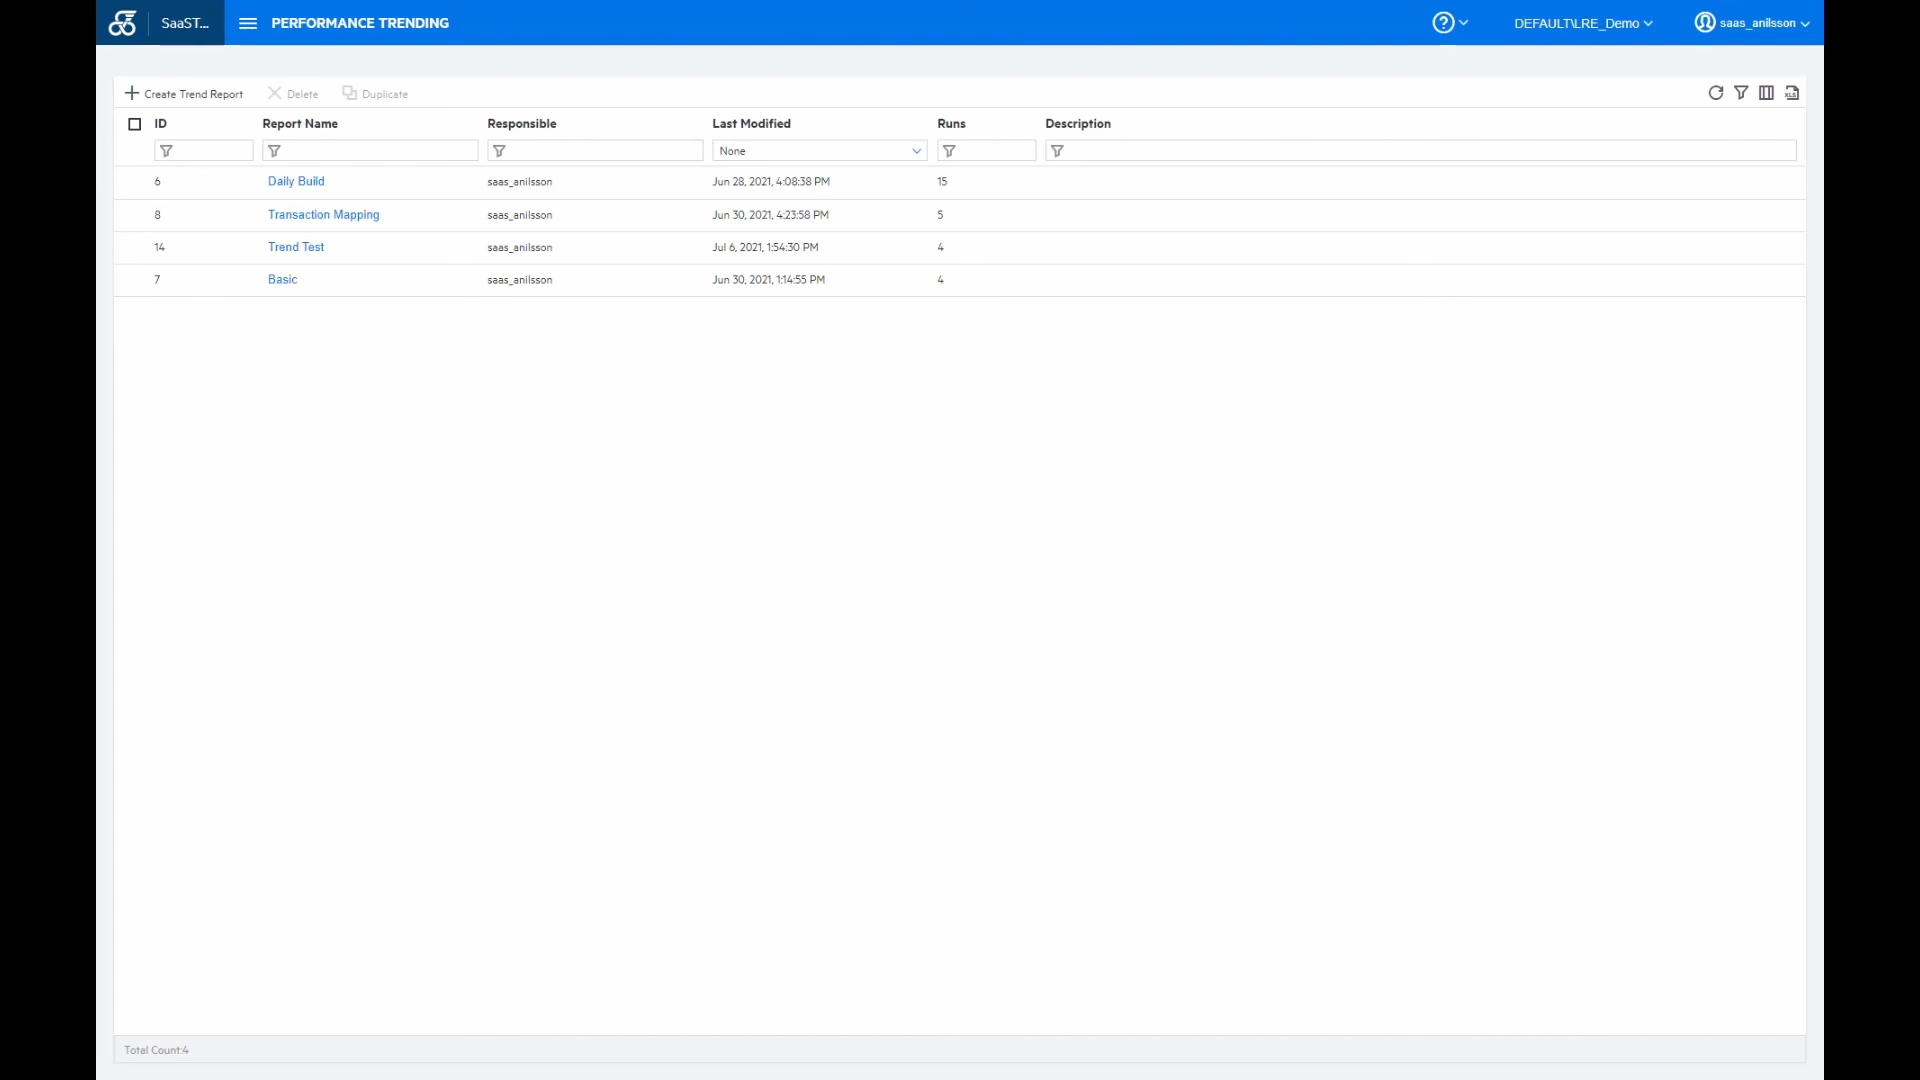 SaaST... PERFORMANCE TRENDING DEFAULT\LRE_Demo saas_anilsson
Create Trend Report Delete Duplicate XLS
ID Report Name Responsible Last Modified Runs Description
None
6 Daily Build saas_anilsson Jun 28, 2021, 4:08:38 PM 15
8 Transaction Mapping saas_anilsson Jun 30, 2021, 4:23:58 PM 5
14 Trend Test saas_anilsson Jul 6, 2021, 1:54:30 PM 4
7 Basic saas_anilsson Jun 30, 2021, 1:14:55 PM 4
Total Count:4